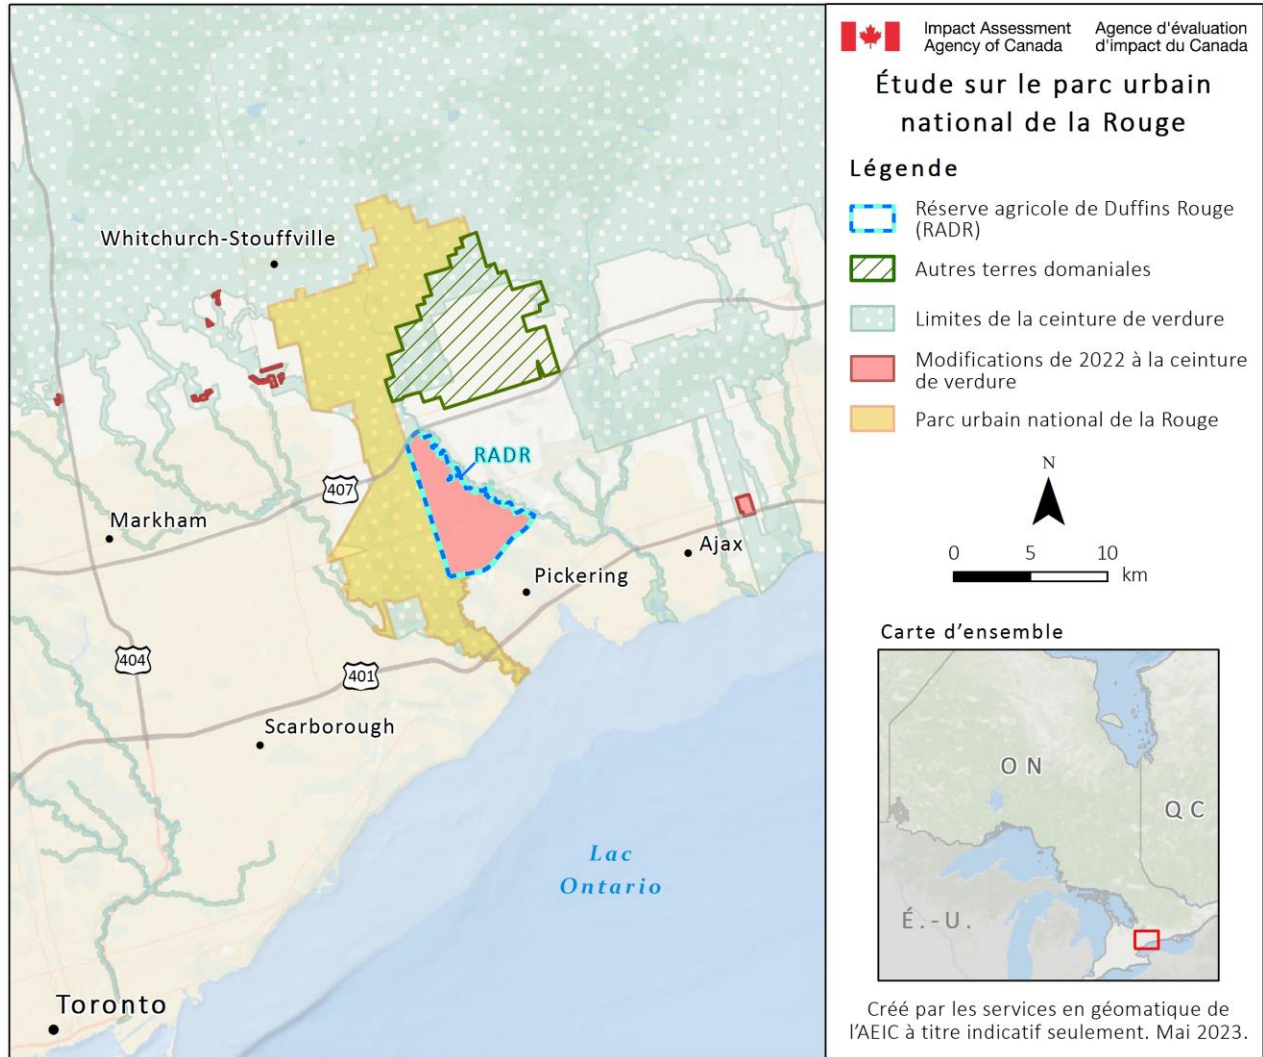 Whitchurch-Stouffville
RADR
407
Markham
Ajax
Pickering
404
401
Scarborough
Lac
Ontario
Toronto
Impact Assessment
Agency of Canada
Agence d'évaluation
d'impact du Canada
Étude sur le parc urbain
national de la Rouge
Légende
Réserve agricole de Duffins Rouge
(RADR)
Autres terres domaniales
Limites de la ceinture de verdure
Modifications de 2022 à la ceinture
de verdure
Parc urbain national de la Rouge
N
0 5 10
km
Carte d’ensemble
ON
QC
É.-U.
Créé par les services en géomatique de
l’AEIC à titre indicatif seulement. Mai 2023.